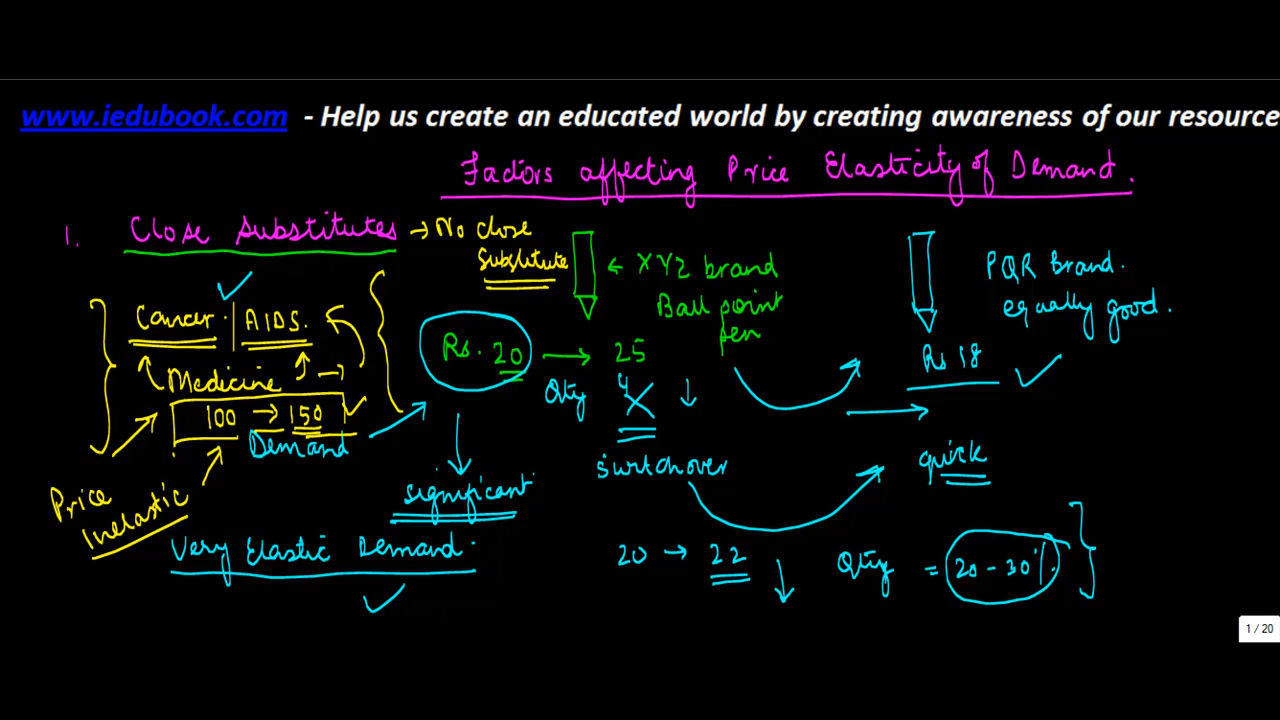 www.iedubook.com - Help us create an educated world by creating awareness of our resource
Factors affecting Price Elasticity of Demand.
1. Close Substitutes → No close
Substitute
← XYZ brand
Ball point
pen
PQR Brand.
equally good.
Cancer. | AIDS.
Medicine →
100 → 150
Demand
Price
Inelastic
Rs. 20 → 25
Qty
↓
Rs 18
→
switchover
quick
significant
Very Elastic Demand.
20 → 22 ↓ Qty = 20 - 30%.
1 / 20